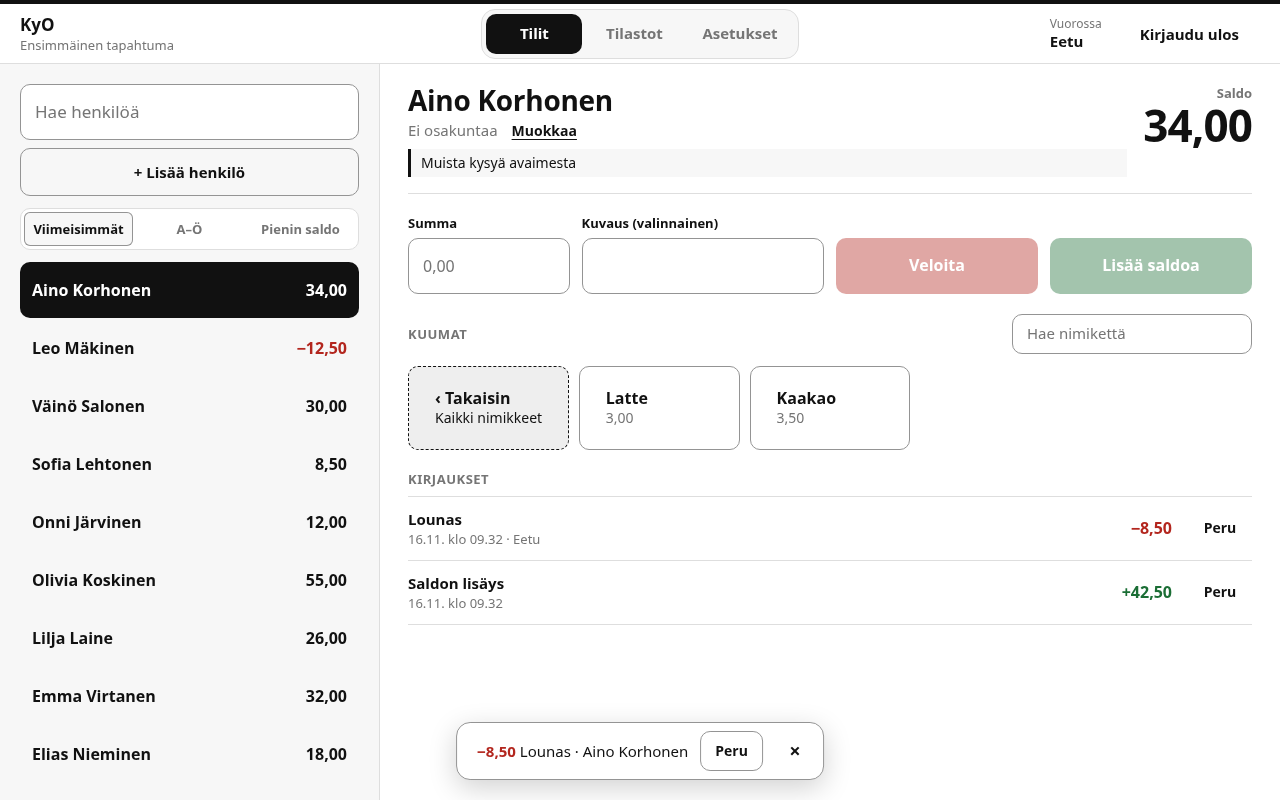 KyO
Ensimmäinen tapahtuma
Tilit
Tilastot
Asetukset
Vuorossa
Eetu
Kirjaudu ulos
Hae henkilöä
+ Lisää henkilö
Viimeisimmät
A–Ö
Pienin saldo
Aino Korhonen 34,00
Leo Mäkinen −12,50
Väinö Salonen 30,00
Sofia Lehtonen 8,50
Onni Järvinen 12,00
Olivia Koskinen 55,00
Lilja Laine 26,00
Emma Virtanen 32,00
Elias Nieminen 18,00
Aino Korhonen
Ei osakuntaa Muokkaa
Muista kysyä avaimesta
Saldo
34,00
Summa
0,00
Kuvaus (valinnainen)
Veloita
Lisää saldoa
KUUMAT
Hae nimikettä
‹ Takaisin
Kaikki nimikkeet
Latte
3,00
Kaakao
3,50
KIRJAUKSET
Lounas
16.11. klo 09.32 · Eetu
−8,50
Peru
Saldon lisäys
16.11. klo 09.32
+42,50
Peru
−8,50 Lounas · Aino Korhonen
Peru
×